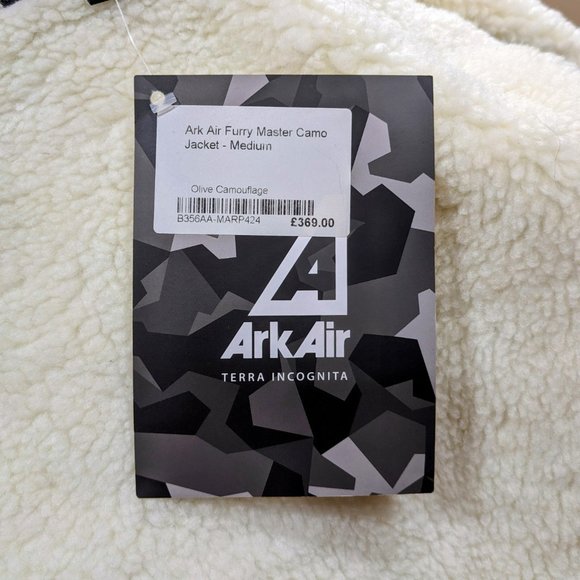 Ark Air Furry Master Camo
Jacket - Medium
Olive Camouflage
B356AA-MARP424
£369.00
A
ArkAir
TERRA INCOGNITA